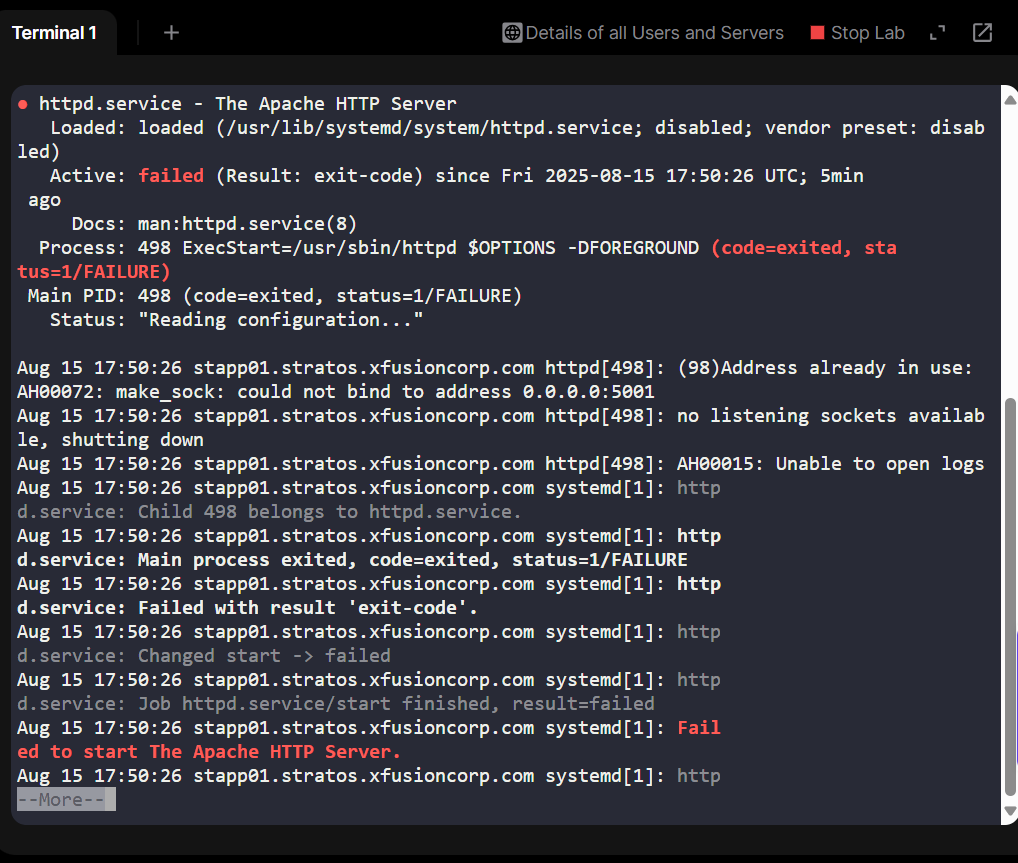 Terminal 1
+
Details of all Users and Servers
Stop Lab
● httpd.service - The Apache HTTP Server
   Loaded: loaded (/usr/lib/systemd/system/httpd.service; disabled; vendor preset: disab
led)
   Active: failed (Result: exit-code) since Fri 2025-08-15 17:50:26 UTC; 5min
 ago
     Docs: man:httpd.service(8)
  Process: 498 ExecStart=/usr/sbin/httpd $OPTIONS -DFOREGROUND (code=exited, sta
tus=1/FAILURE)
 Main PID: 498 (code=exited, status=1/FAILURE)
   Status: "Reading configuration..."
Aug 15 17:50:26 stapp01.stratos.xfusioncorp.com httpd[498]: (98)Address already in use:
AH00072: make_sock: could not bind to address 0.0.0.0:5001
Aug 15 17:50:26 stapp01.stratos.xfusioncorp.com httpd[498]: no listening sockets availab
le, shutting down
Aug 15 17:50:26 stapp01.stratos.xfusioncorp.com httpd[498]: AH00015: Unable to open logs
Aug 15 17:50:26 stapp01.stratos.xfusioncorp.com systemd[1]: http
d.service: Child 498 belongs to httpd.service.
Aug 15 17:50:26 stapp01.stratos.xfusioncorp.com systemd[1]: http
d.service: Main process exited, code=exited, status=1/FAILURE
Aug 15 17:50:26 stapp01.stratos.xfusioncorp.com systemd[1]: http
d.service: Failed with result 'exit-code'.
Aug 15 17:50:26 stapp01.stratos.xfusioncorp.com systemd[1]: http
d.service: Changed start -> failed
Aug 15 17:50:26 stapp01.stratos.xfusioncorp.com systemd[1]: http
d.service: Job httpd.service/start finished, result=failed
Aug 15 17:50:26 stapp01.stratos.xfusioncorp.com systemd[1]: Fail
ed to start The Apache HTTP Server.
Aug 15 17:50:26 stapp01.stratos.xfusioncorp.com systemd[1]: http
--More--